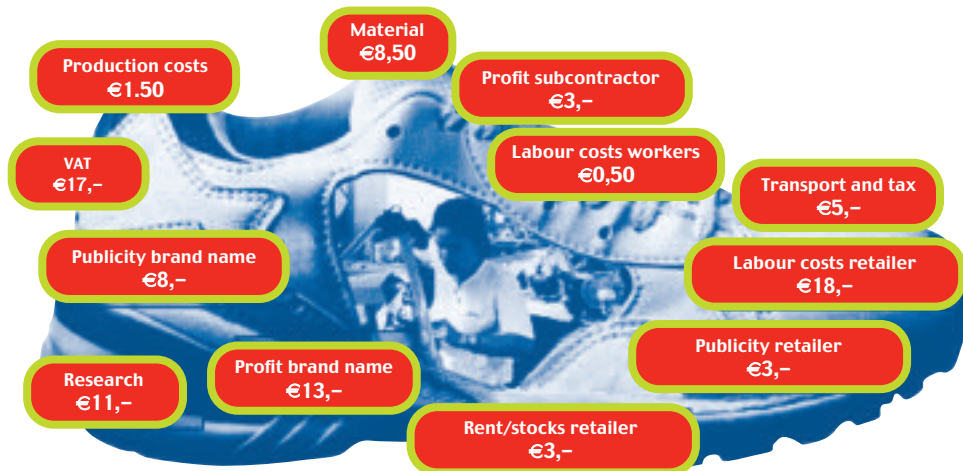 Material
€8,50
Production costs
€1.50
Profit subcontractor
€3,–
Labour costs workers
€0,50
VAT
€17,–
Transport and tax
€5,–
Publicity brand name
€8,–
Labour costs retailer
€18,–
Publicity retailer
€3,–
Profit brand name
€13,–
Research
€11,–
Rent/stocks retailer
€3,–